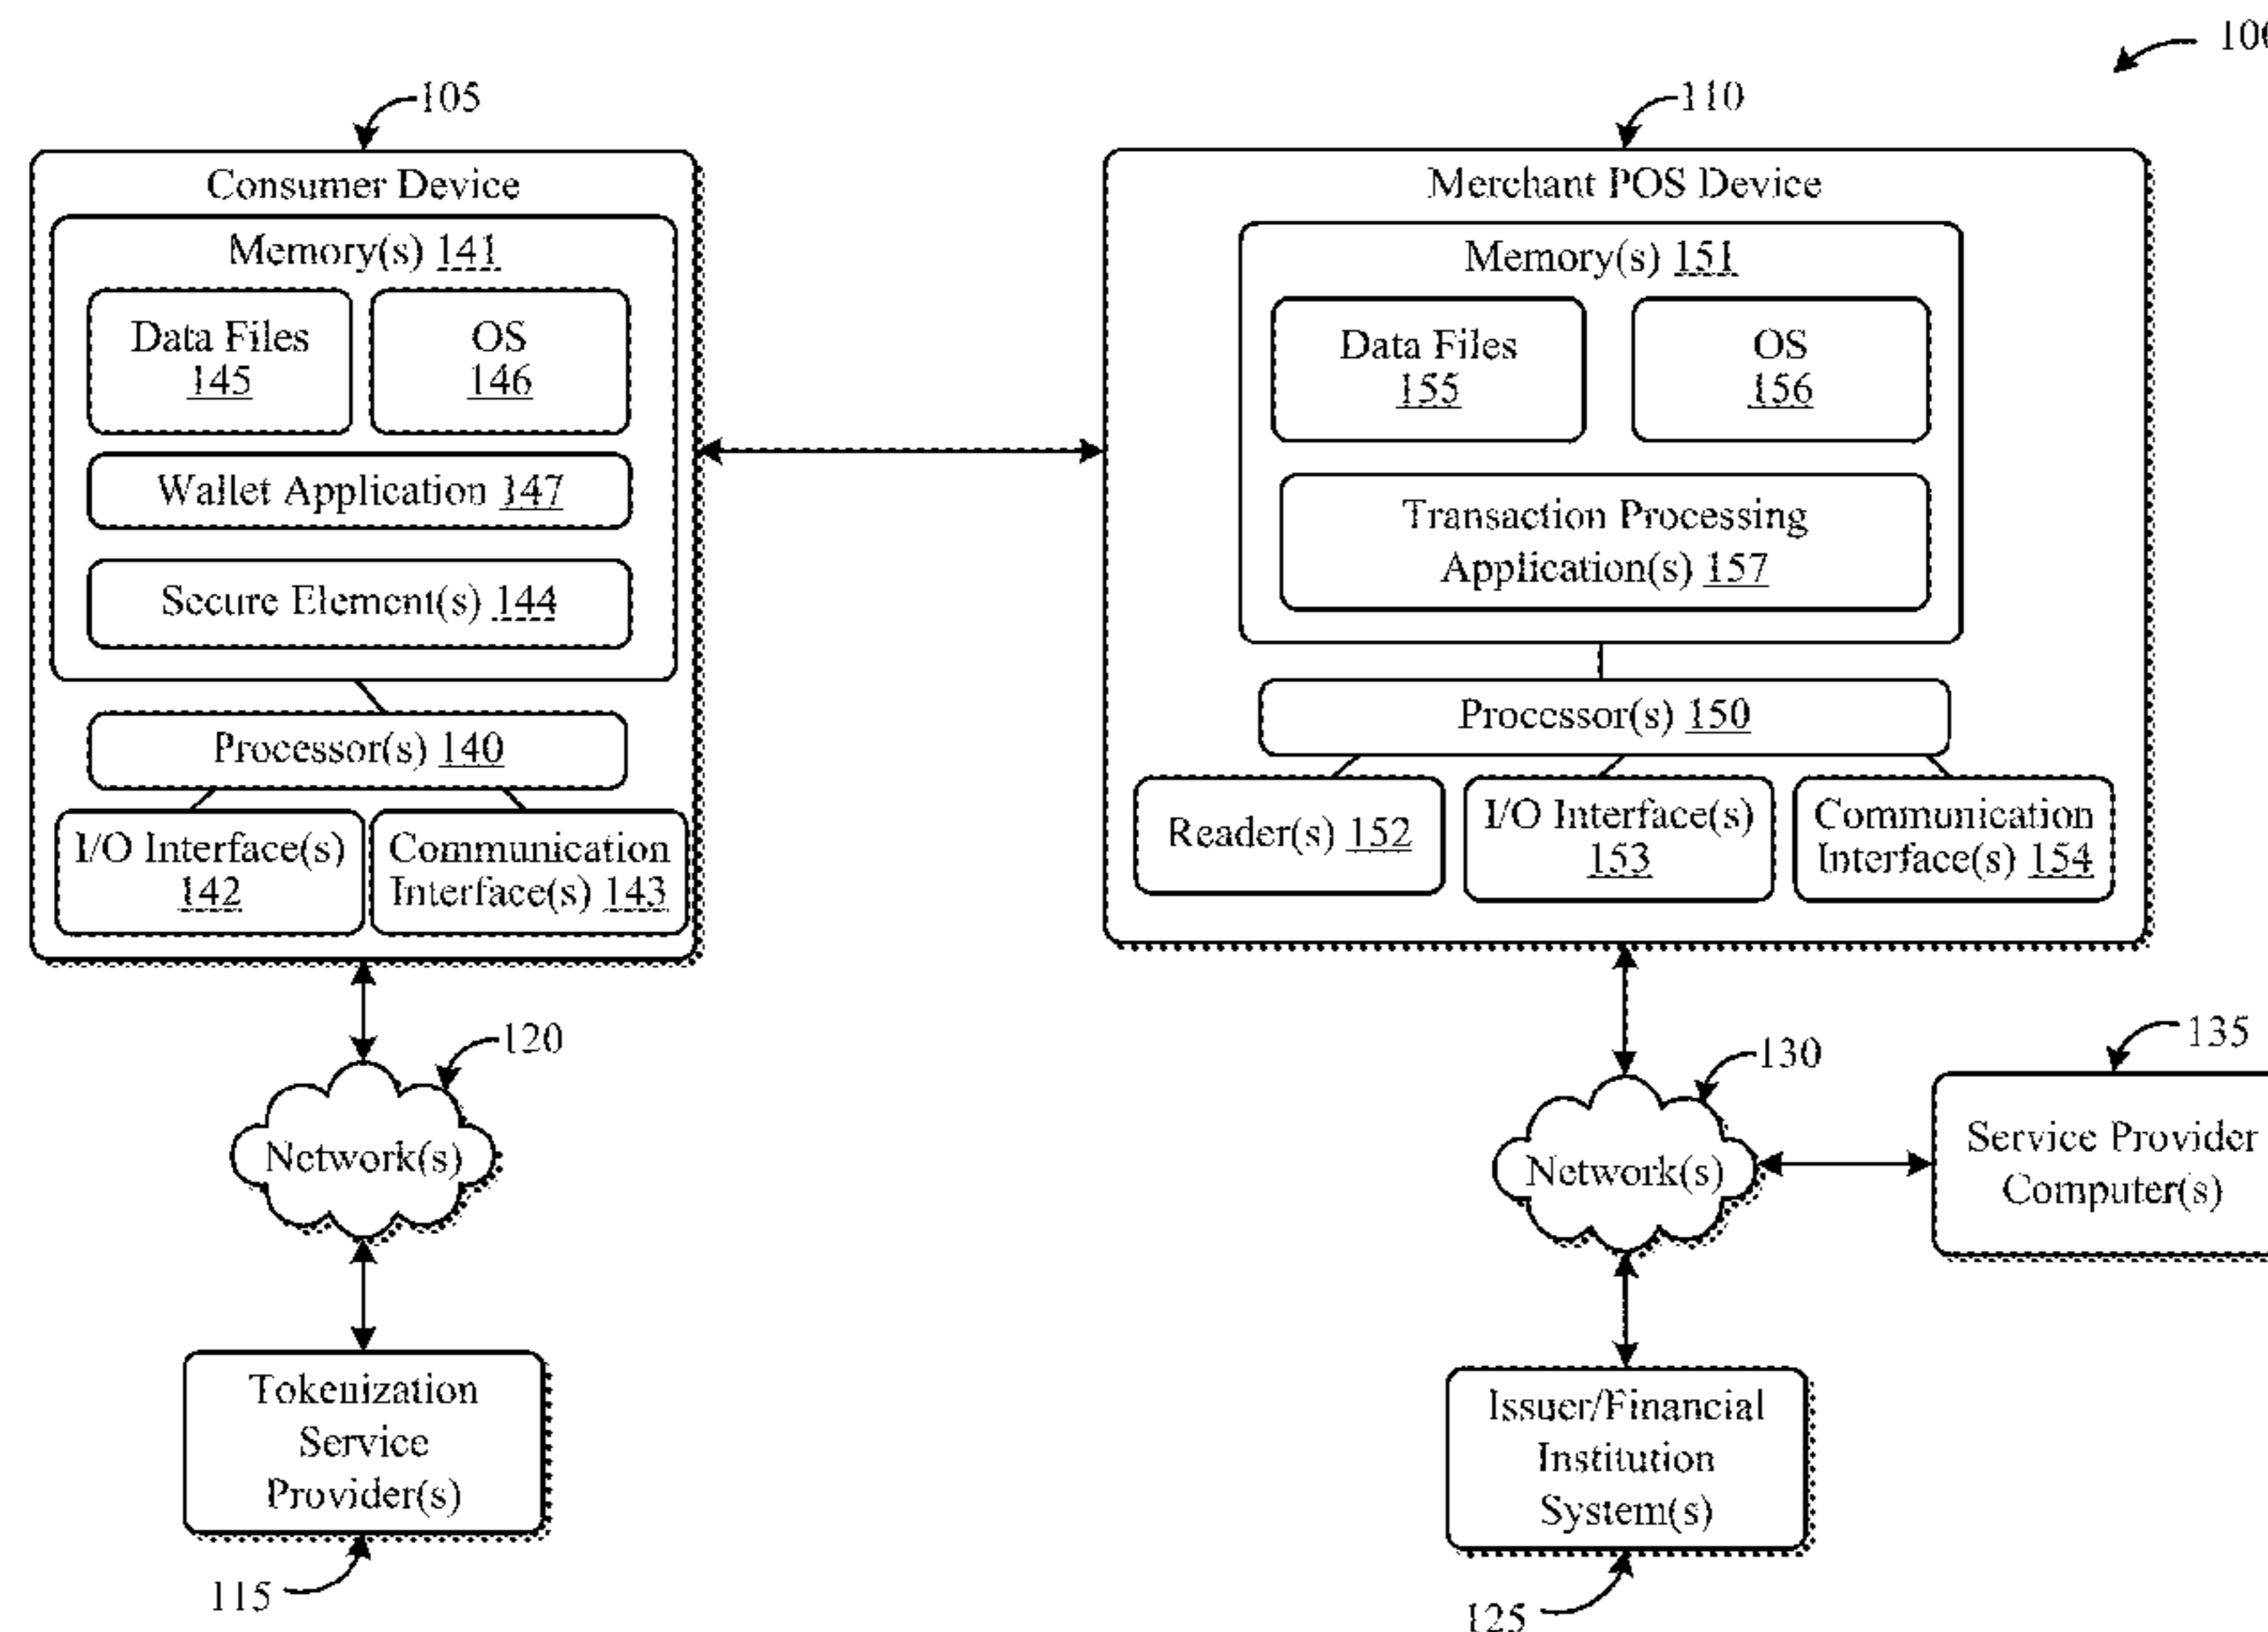 100
105
110
Consumer Device
Memory(s) 141
Data Files
145
OS
146
Wallet Application 147
Secure Element(s) 144
Processor(s) 140
I/O Interface(s)
142
Communication
Interface(s) 143
Merchant POS Device
Memory(s) 151
Data Files
155
OS
156
Transaction Processing
Application(s) 157
Processor(s) 150
Reader(s) 152
I/O Interface(s)
153
Communication
Interface(s) 154
120
Network(s)
130
Network(s)
135
Service Provider
Computer(s)
Tokenization
Service
Provider(s)
115
Issuer/Financial
Institution
System(s)
125